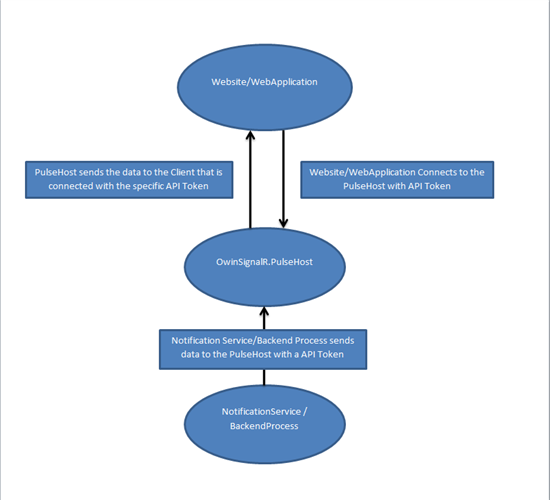 Website/WebApplication
PulseHost sends the data to the Client that is
connected with the specific API Token
Website/WebApplication Connects to the
PulseHost with API Token
OwinSignalR.PulseHost
Notification Service/Backend Process sends
data to the PulseHost with a API Token
NotificationService /
BackendProcess